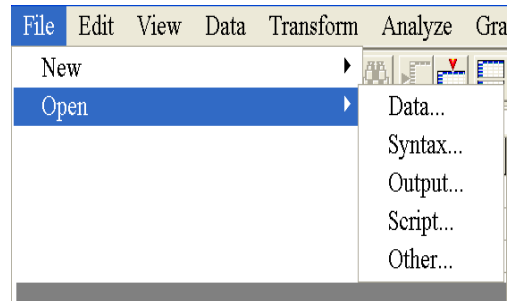 File Edit View Data Transform Analyze Gra
New
Open
Data...
Syntax...
Output...
Script...
Other...